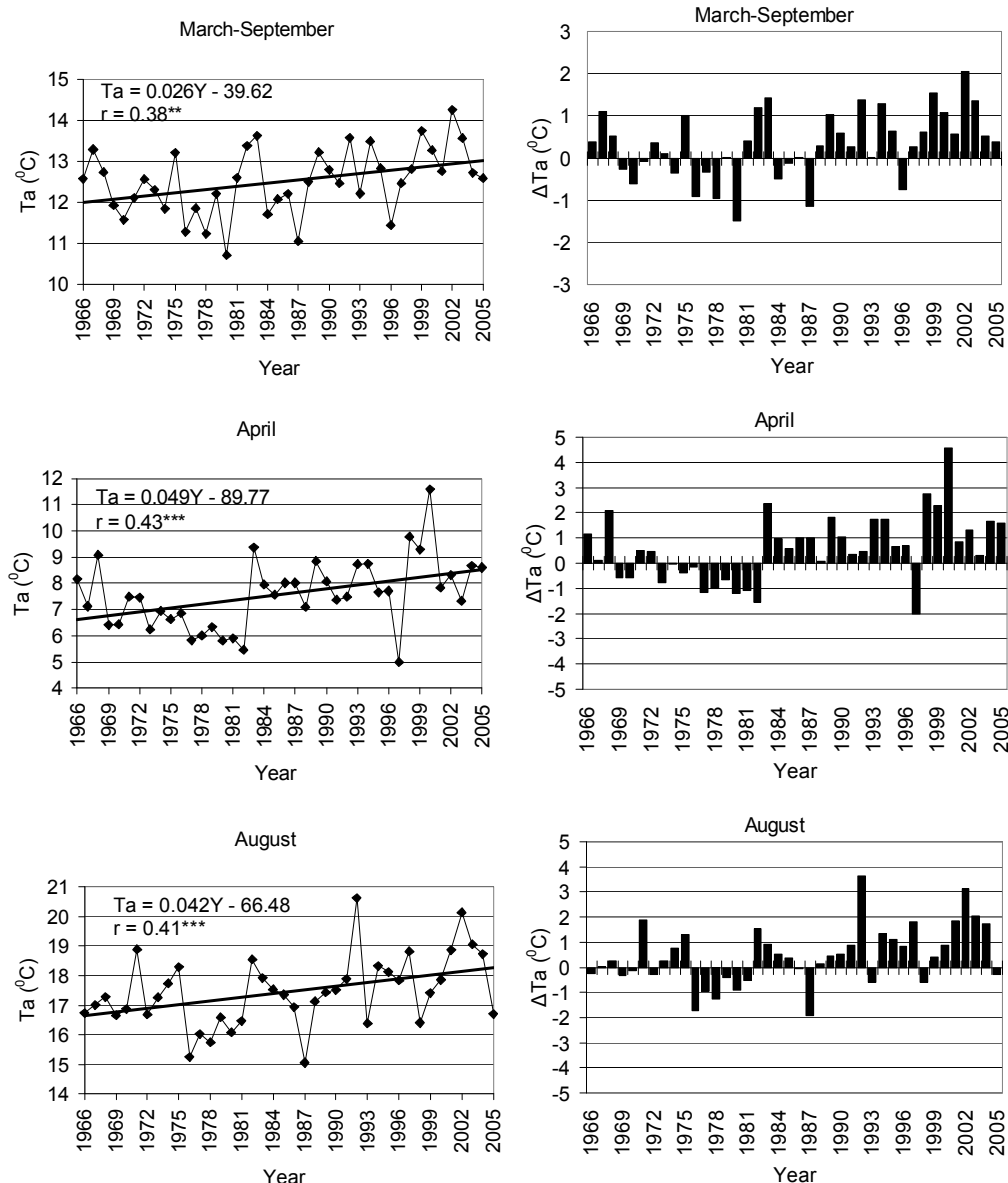 March-September
Ta (⁰C)
15
14
13
12
11
10
Ta = 0.026Y - 39.62
r = 0.38**
1966 1969 1972 1975 1978 1981 1984 1987 1990 1993 1996 1999 2002 2005
Year
March-September
ΔTa (⁰C)
3
2
1
0
-1
-2
-3
1966 1969 1972 1975 1978 1981 1984 1987 1990 1993 1996 1999 2002 2005
Year
April
Ta (⁰C)
12
11
10
9
8
7
6
5
4
Ta = 0.049Y - 89.77
r = 0.43***
1966 1969 1972 1975 1978 1981 1984 1987 1990 1993 1996 1999 2002 2005
Year
April
ΔTa (⁰C)
5
4
3
2
1
0
-1
-2
-3
-4
-5
1966 1969 1972 1975 1978 1981 1984 1987 1990 1993 1996 1999 2002 2005
Year
August
Ta (⁰C)
21
20
19
18
17
16
15
14
Ta = 0.042Y - 66.48
r = 0.41***
1966 1969 1972 1975 1978 1981 1984 1987 1990 1993 1996 1999 2002 2005
Year
August
ΔTa (⁰C)
5
4
3
2
1
0
-1
-2
-3
-4
-5
1966 1969 1972 1975 1978 1981 1984 1987 1990 1993 1996 1999 2002 2005
Year